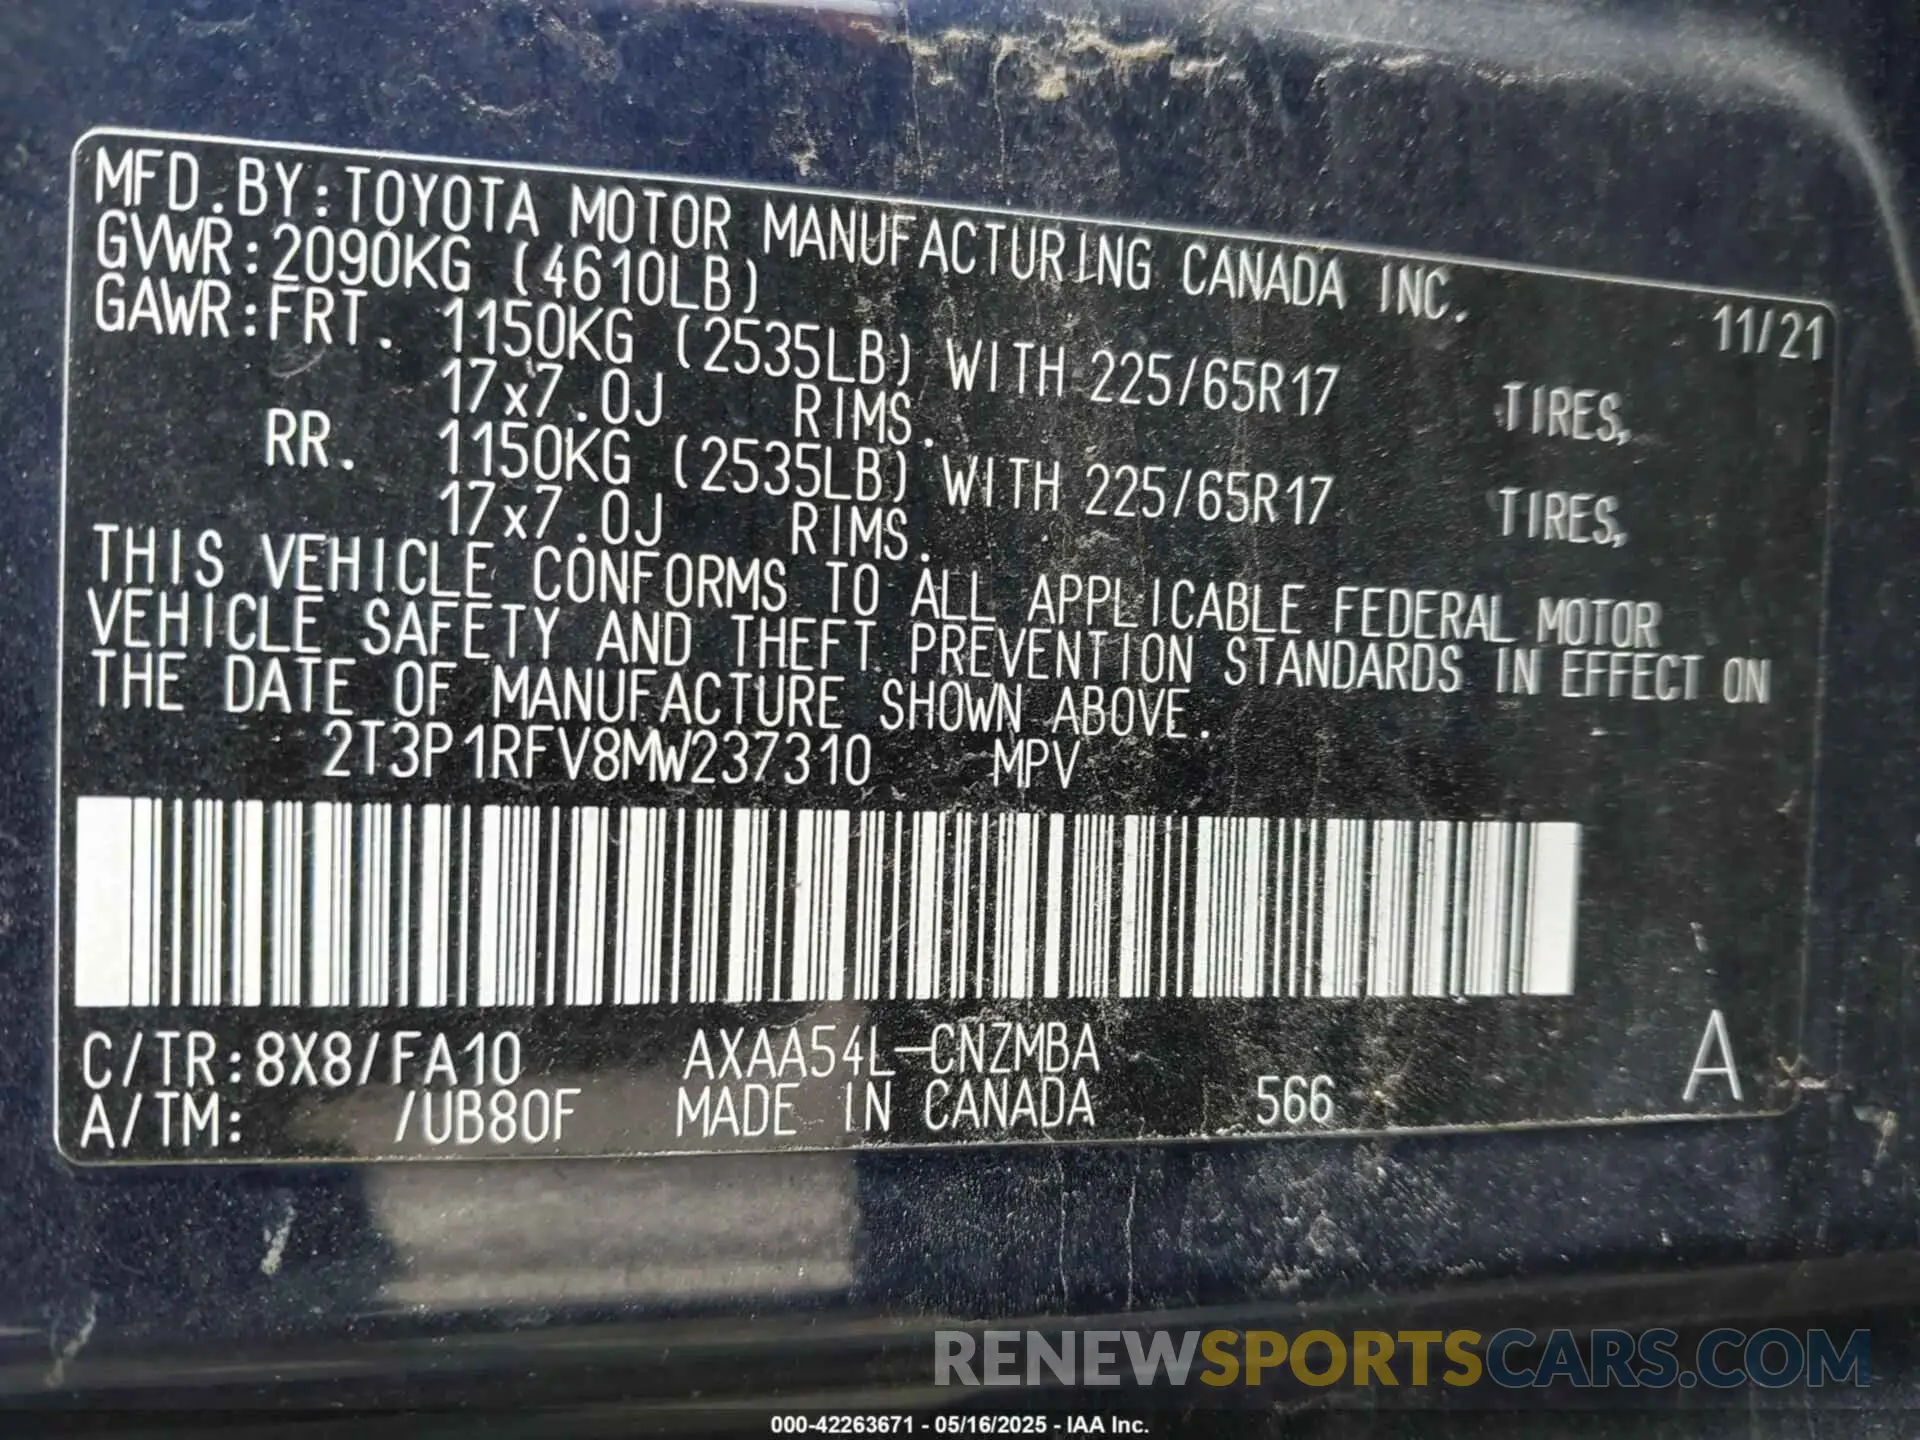 MFD.BY:TOYOTA MOTOR MANUFACTURING CANADA INC.
11/21
GVWR:2090KG (4610LB)
GAWR:FRT. 1150KG (2535LB) WITH 225/65R17 TIRES,
17x7.0J RIMS.
RR. 1150KG (2535LB) WITH 225/65R17 TIRES,
17x7.0J RIMS.
THIS VEHICLE CONFORMS TO ALL APPLICABLE FEDERAL MOTOR
VEHICLE SAFETY AND THEFT PREVENTION STANDARDS IN EFFECT ON
THE DATE OF MANUFACTURE SHOWN ABOVE.
2T3P1RFV8MW237310 MPV
C/TR:8X8/FA10 AXAA54L-CNZMBA A
A/TM: /UB80F MADE IN CANADA 566
RENEWSPORTSCARS.COM
000-42263671 - 05/16/2025 - IAA Inc.